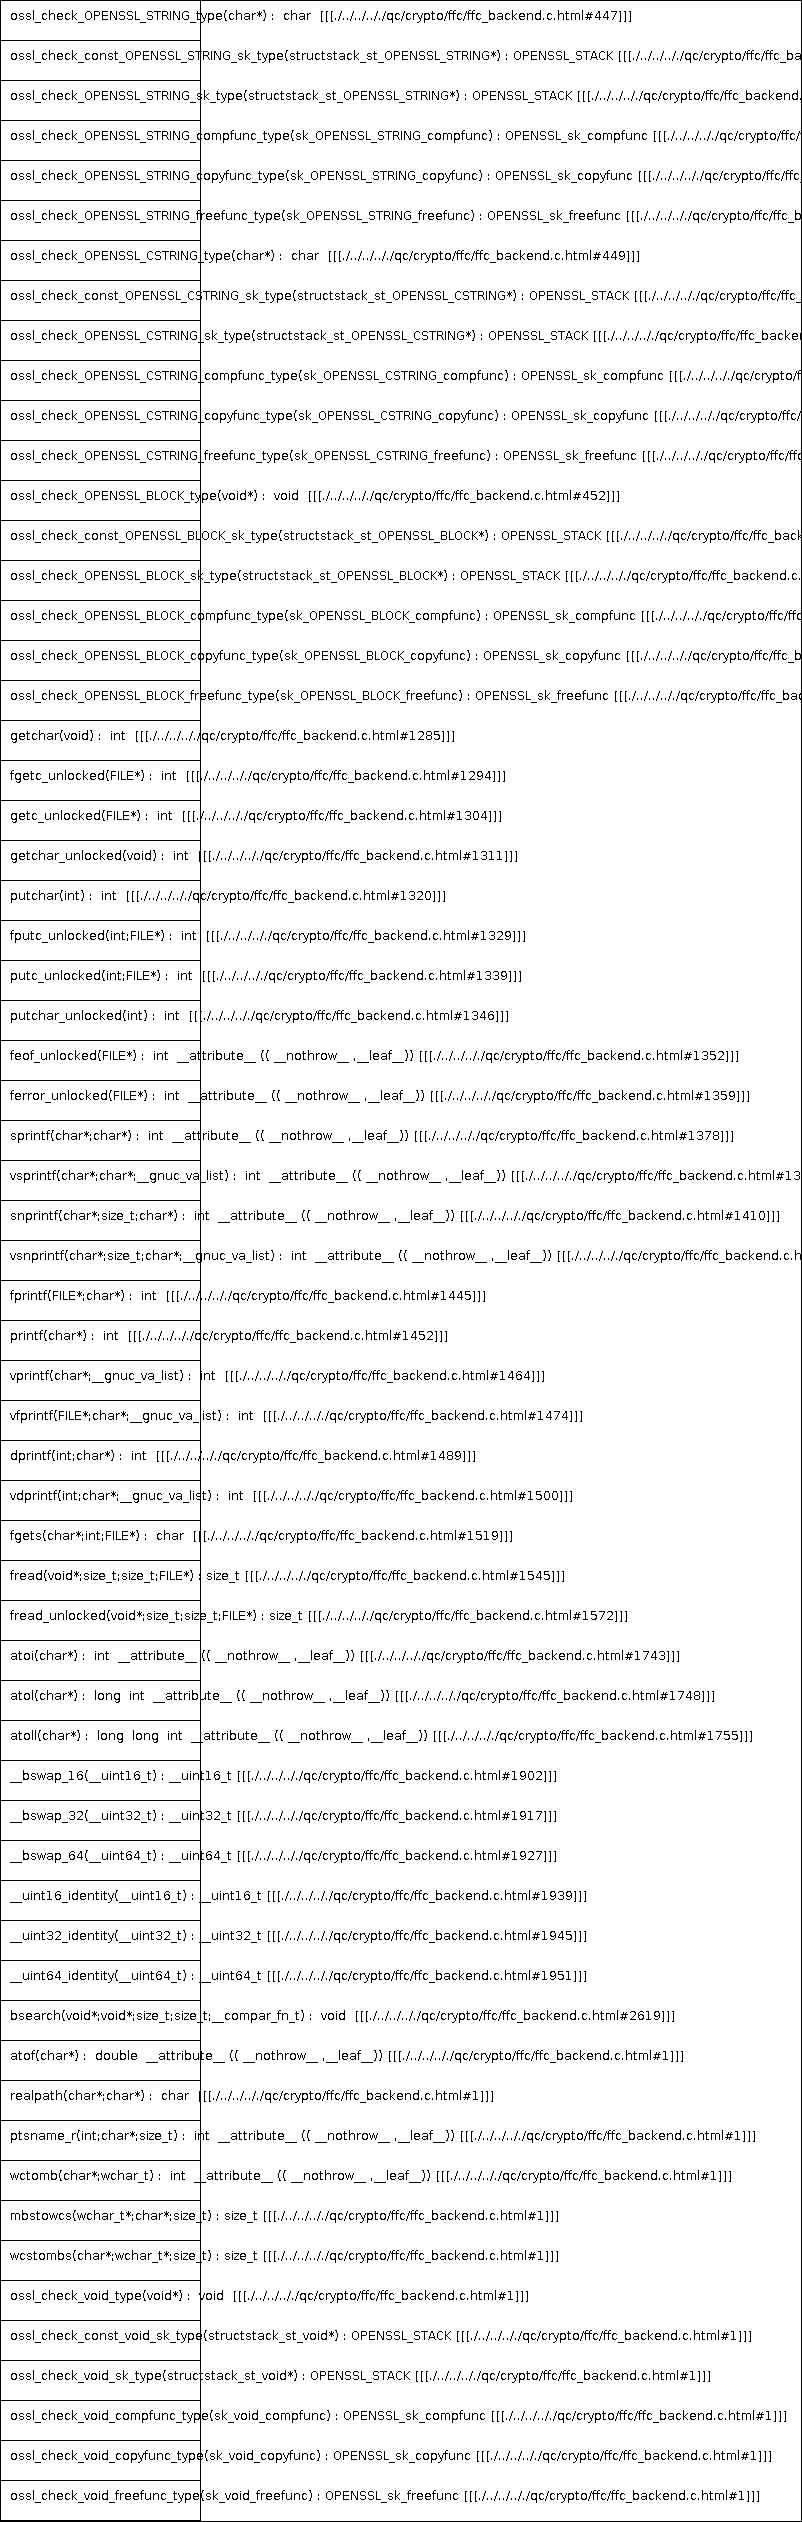 ossl_check_OPENSSL_STRING_type(char*) :  char  [[[./../../../../qc/crypto/ffc/ffc_backend.c.html#447]]]
ossl_check_const_OPENSSL_STRING_sk_type(structstack_st_OPENSSL_STRING*) : OPENSSL_STACK [[[./../../../../qc/crypto/ffc/ffc_ba
ossl_check_OPENSSL_STRING_sk_type(structstack_st_OPENSSL_STRING*) : OPENSSL_STACK [[[./../../../../qc/crypto/ffc/ffc_backend.
ossl_check_OPENSSL_STRING_compfunc_type(sk_OPENSSL_STRING_compfunc) : OPENSSL_sk_compfunc [[[./../../../../qc/crypto/ffc/
ossl_check_OPENSSL_STRING_copyfunc_type(sk_OPENSSL_STRING_copyfunc) : OPENSSL_sk_copyfunc [[[./../../../../qc/crypto/ffc/ffc_
ossl_check_OPENSSL_STRING_freefunc_type(sk_OPENSSL_STRING_freefunc) : OPENSSL_sk_freefunc [[[./../../../../qc/crypto/ffc/ffc_b
ossl_check_OPENSSL_CSTRING_type(char*) :  char  [[[./../../../../qc/crypto/ffc/ffc_backend.c.html#449]]]
ossl_check_const_OPENSSL_CSTRING_sk_type(structstack_st_OPENSSL_CSTRING*) : OPENSSL_STACK [[[./../../../../qc/crypto/ffc/ffc_
ossl_check_OPENSSL_CSTRING_sk_type(structstack_st_OPENSSL_CSTRING*) : OPENSSL_STACK [[[./../../../../qc/crypto/ffc/ffc_backen
ossl_check_OPENSSL_CSTRING_compfunc_type(sk_OPENSSL_CSTRING_compfunc) : OPENSSL_sk_compfunc [[[./../../../../qc/crypto/f
ossl_check_OPENSSL_CSTRING_copyfunc_type(sk_OPENSSL_CSTRING_copyfunc) : OPENSSL_sk_copyfunc [[[./../../../../qc/crypto/ffc/
ossl_check_OPENSSL_CSTRING_freefunc_type(sk_OPENSSL_CSTRING_freefunc) : OPENSSL_sk_freefunc [[[./../../../../qc/crypto/ffc/ffc
ossl_check_OPENSSL_BLOCK_type(void*) :  void  [[[./../../../../qc/crypto/ffc/ffc_backend.c.html#452]]]
ossl_check_const_OPENSSL_BLOCK_sk_type(structstack_st_OPENSSL_BLOCK*) : OPENSSL_STACK [[[./../../../../qc/crypto/ffc/ffc_back
ossl_check_OPENSSL_BLOCK_sk_type(structstack_st_OPENSSL_BLOCK*) : OPENSSL_STACK [[[./../../../../qc/crypto/ffc/ffc_backend.c.
ossl_check_OPENSSL_BLOCK_compfunc_type(sk_OPENSSL_BLOCK_compfunc) : OPENSSL_sk_compfunc [[[./../../../../qc/crypto/ffc/ffc
ossl_check_OPENSSL_BLOCK_copyfunc_type(sk_OPENSSL_BLOCK_copyfunc) : OPENSSL_sk_copyfunc [[[./../../../../qc/crypto/ffc/ffc_b
ossl_check_OPENSSL_BLOCK_freefunc_type(sk_OPENSSL_BLOCK_freefunc) : OPENSSL_sk_freefunc [[[./../../../../qc/crypto/ffc/ffc_bac
getchar(void) :  int  [[[./../../../../qc/crypto/ffc/ffc_backend.c.html#1285]]]
fgetc_unlocked(FILE*) :  int  [[[./../../../../qc/crypto/ffc/ffc_backend.c.html#1294]]]
getc_unlocked(FILE*) :  int  [[[./../../../../qc/crypto/ffc/ffc_backend.c.html#1304]]]
getchar_unlocked(void) :  int  [[[./../../../../qc/crypto/ffc/ffc_backend.c.html#1311]]]
putchar(int) :  int  [[[./../../../../qc/crypto/ffc/ffc_backend.c.html#1320]]]
fputc_unlocked(int;FILE*) :  int  [[[./../../../../qc/crypto/ffc/ffc_backend.c.html#1329]]]
putc_unlocked(int;FILE*) :  int  [[[./../../../../qc/crypto/ffc/ffc_backend.c.html#1339]]]
putchar_unlocked(int) :  int  [[[./../../../../qc/crypto/ffc/ffc_backend.c.html#1346]]]
feof_unlocked(FILE*) :  int  __attribute__ (( __nothrow__ ,__leaf__)) [[[./../../../../qc/crypto/ffc/ffc_backend.c.html#1352]]]
ferror_unlocked(FILE*) :  int  __attribute__ (( __nothrow__ ,__leaf__)) [[[./../../../../qc/crypto/ffc/ffc_backend.c.html#1359]]]
sprintf(char*;char*) :  int  __attribute__ (( __nothrow__ ,__leaf__)) [[[./../../../../qc/crypto/ffc/ffc_backend.c.html#1378]]]
vsprintf(char*;char*;__gnuc_va_list) :  int  __attribute__ (( __nothrow__ ,__leaf__)) [[[./../../../../qc/crypto/ffc/ffc_backend.c.html#13
snprintf(char*;size_t;char*) :  int  __attribute__ (( __nothrow__ ,__leaf__)) [[[./../../../../qc/crypto/ffc/ffc_backend.c.html#1410]]]
vsnprintf(char*;size_t;char*;__gnuc_va_list) :  int  __attribute__ (( __nothrow__ ,__leaf__)) [[[./../../../../qc/crypto/ffc/ffc_backend.c.h
fprintf(FILE*;char*) :  int  [[[./../../../../qc/crypto/ffc/ffc_backend.c.html#1445]]]
printf(char*) :  int  [[[./../../../../qc/crypto/ffc/ffc_backend.c.html#1452]]]
vprintf(char*;__gnuc_va_list) :  int  [[[./../../../../qc/crypto/ffc/ffc_backend.c.html#1464]]]
vfprintf(FILE*;char*;__gnuc_va_list) :  int  [[[./../../../../qc/crypto/ffc/ffc_backend.c.html#1474]]]
dprintf(int;char*) :  int  [[[./../../../../qc/crypto/ffc/ffc_backend.c.html#1489]]]
vdprintf(int;char*;__gnuc_va_list) :  int  [[[./../../../../qc/crypto/ffc/ffc_backend.c.html#1500]]]
fgets(char*;int;FILE*) :  char  [[[./../../../../qc/crypto/ffc/ffc_backend.c.html#1519]]]
fread(void*;size_t;size_t;FILE*) : size_t [[[./../../../../qc/crypto/ffc/ffc_backend.c.html#1545]]]
fread_unlocked(void*;size_t;size_t;FILE*) : size_t [[[./../../../../qc/crypto/ffc/ffc_backend.c.html#1572]]]
atoi(char*) :  int  __attribute__ (( __nothrow__ ,__leaf__)) [[[./../../../../qc/crypto/ffc/ffc_backend.c.html#1743]]]
atol(char*) :  long  int  __attribute__ (( __nothrow__ ,__leaf__)) [[[./../../../../qc/crypto/ffc/ffc_backend.c.html#1748]]]
atoll(char*) :  long  long  int  __attribute__ (( __nothrow__ ,__leaf__)) [[[./../../../../qc/crypto/ffc/ffc_backend.c.html#1755]]]
__bswap_16(__uint16_t) : __uint16_t [[[./../../../../qc/crypto/ffc/ffc_backend.c.html#1902]]]
__bswap_32(__uint32_t) : __uint32_t [[[./../../../../qc/crypto/ffc/ffc_backend.c.html#1917]]]
__bswap_64(__uint64_t) : __uint64_t [[[./../../../../qc/crypto/ffc/ffc_backend.c.html#1927]]]
__uint16_identity(__uint16_t) : __uint16_t [[[./../../../../qc/crypto/ffc/ffc_backend.c.html#1939]]]
__uint32_identity(__uint32_t) : __uint32_t [[[./../../../../qc/crypto/ffc/ffc_backend.c.html#1945]]]
__uint64_identity(__uint64_t) : __uint64_t [[[./../../../../qc/crypto/ffc/ffc_backend.c.html#1951]]]
bsearch(void*;void*;size_t;size_t;__compar_fn_t) :  void  [[[./../../../../qc/crypto/ffc/ffc_backend.c.html#2619]]]
atof(char*) :  double  __attribute__ (( __nothrow__ ,__leaf__)) [[[./../../../../qc/crypto/ffc/ffc_backend.c.html#1]]]
realpath(char*;char*) :  char  [[[./../../../../qc/crypto/ffc/ffc_backend.c.html#1]]]
ptsname_r(int;char*;size_t) :  int  __attribute__ (( __nothrow__ ,__leaf__)) [[[./../../../../qc/crypto/ffc/ffc_backend.c.html#1]]]
wctomb(char*;wchar_t) :  int  __attribute__ (( __nothrow__ ,__leaf__)) [[[./../../../../qc/crypto/ffc/ffc_backend.c.html#1]]]
mbstowcs(wchar_t*;char*;size_t) : size_t [[[./../../../../qc/crypto/ffc/ffc_backend.c.html#1]]]
wcstombs(char*;wchar_t*;size_t) : size_t [[[./../../../../qc/crypto/ffc/ffc_backend.c.html#1]]]
ossl_check_void_type(void*) :  void  [[[./../../../../qc/crypto/ffc/ffc_backend.c.html#1]]]
ossl_check_const_void_sk_type(structstack_st_void*) : OPENSSL_STACK [[[./../../../../qc/crypto/ffc/ffc_backend.c.html#1]]]
ossl_check_void_sk_type(structstack_st_void*) : OPENSSL_STACK [[[./../../../../qc/crypto/ffc/ffc_backend.c.html#1]]]
ossl_check_void_compfunc_type(sk_void_compfunc) : OPENSSL_sk_compfunc [[[./../../../../qc/crypto/ffc/ffc_backend.c.html#1]]]
ossl_check_void_copyfunc_type(sk_void_copyfunc) : OPENSSL_sk_copyfunc [[[./../../../../qc/crypto/ffc/ffc_backend.c.html#1]]]
ossl_check_void_freefunc_type(sk_void_freefunc) : OPENSSL_sk_freefunc [[[./../../../../qc/crypto/ffc/ffc_backend.c.html#1]]]